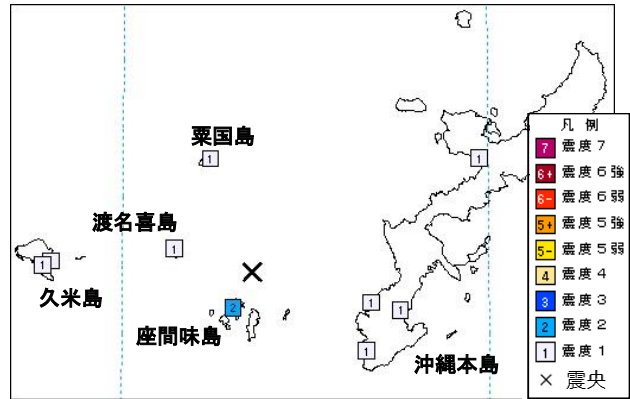 粟国島
1
1
渡名喜島
1
1
久米島
2
座間味島
1
1
1
沖縄本島
凡例
7 震度7
6+ 震度6強
6- 震度6弱
5+ 震度5強
5- 震度5弱
4 震度4
3 震度3
2 震度2
1 震度1
× 震央